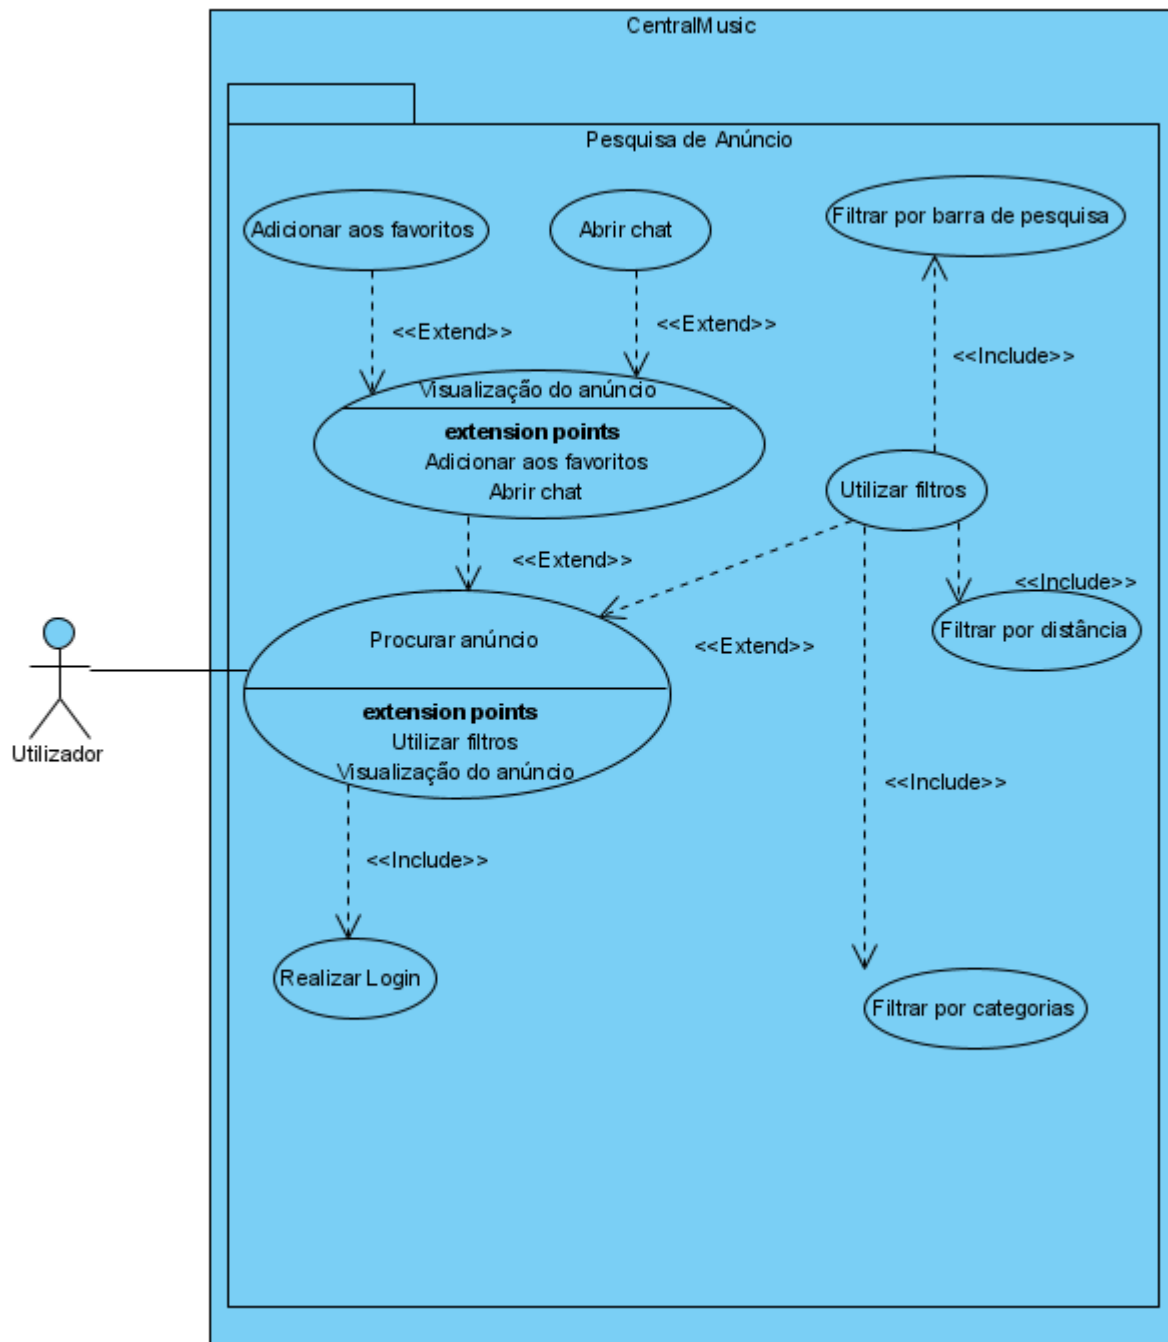 CentralMusic
Pesquisa de Anúncio
Adicionar aos favoritos
Abrir chat
Filtrar por barra de pesquisa
<<Extend>>
<<Extend>>
<<Include>>
Visualização do anúncio
extension points
Adicionar aos favoritos
Abrir chat
Utilizar filtros
<<Extend>>
<<Include>>
Procurar anúncio
Filtrar por distância
<<Extend>>
extension points
Utilizar filtros
Visualização do anúncio
Utilizador
<<Include>>
<<Include>>
Realizar Login
Filtrar por categorias